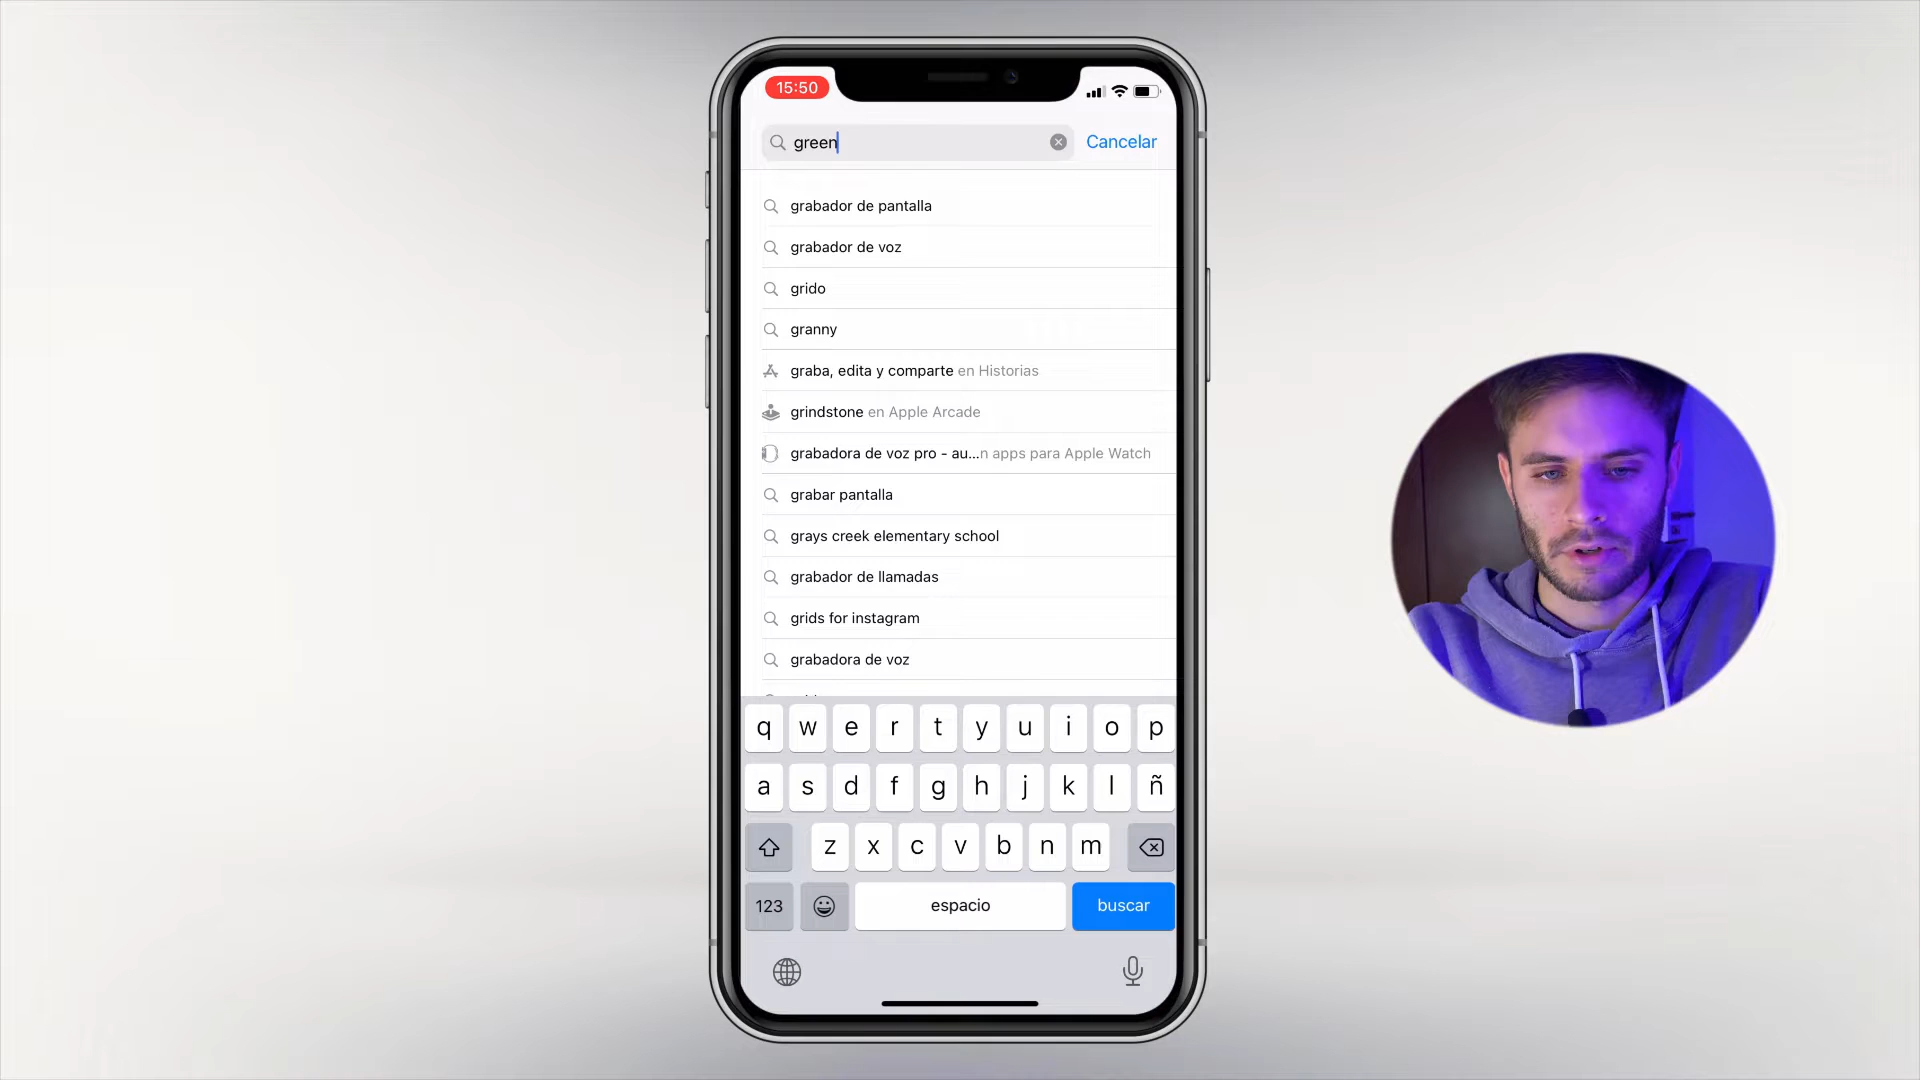 15:50
green
Cancelar
grabador de pantalla
grabador de voz
grido
granny
graba, edita y comparte en Historias
grindstone en Apple Arcade
grabadora de voz pro - au...n apps para Apple Watch
grabar pantalla
grays creek elementary school
grabador de llamadas
grids for instagram
grabadora de voz
q w e r t y u i o p
a s d f g h j k l ñ
z x c v b n m
123
espacio
buscar